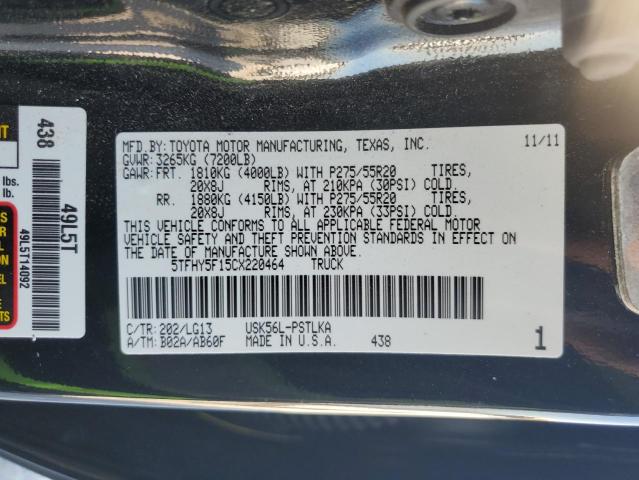 MFD.BY: TOYOTA MOTOR MANUFACTURING, TEXAS, INC. 11/11
GVWR: 3265KG (7200LB)
GAWR: FRT. 1810KG (4000LB) WITH P275/55R20 TIRES,
20X8J RIMS, AT 210KPA (30PSI) COLD.
RR. 1880KG (4150LB) WITH P275/55R20 TIRES,
20X8J RIMS, AT 230KPA (33PSI) COLD.
THIS VEHICLE CONFORMS TO ALL APPLICABLE FEDERAL MOTOR
VEHICLE SAFETY AND THEFT PREVENTION STANDARDS IN EFFECT
ON THE DATE OF MANUFACTURE SHOWN ABOVE.
5TFHY5F15CX220464 TRUCK
C/TR: 202/LG13 USK56L-PSTLKA
A/TM: B02A/AB60F MADE IN U.S.A. 438 1
438
49L5T
49L5T14D92
lbs.
lb.